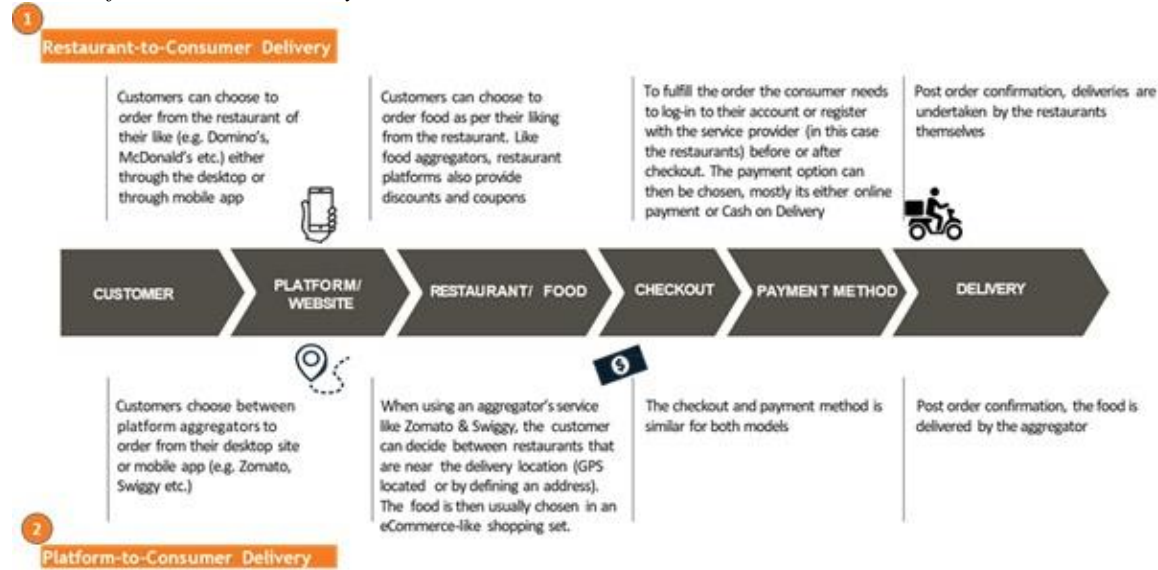 1
Restaurant-to-Consumer Delivery
Customers can choose to
order from the restaurant of
their like (e.g. Domino's,
McDonald's etc.) either
through the desktop or
through mobile app
Customers can choose to
order food as per their liking
from the restaurant. Like
food aggregators, restaurant
platforms also provide
discounts and coupons
To fulfill the order the consumer needs
to log-in to their account or register
with the service provider (in this case
the restaurants) before or after
checkout. The payment option can
then be chosen, mostly its either online
payment or Cash on Delivery
Post order confirmation, deliveries are
undertaken by the restaurants
themselves
CUSTOMER
PLATFORM/
WEBSITE
RESTAURANT/ FOOD
CHECKOUT
PAYMENT METHOD
DELIVERY
$
Customers choose between
platform aggregators to
order from their desktop site
or mobile app (e.g. Zomato,
Swiggy etc.)
When using an aggregator's service
like Zomato & Swiggy, the customer
can decide between restaurants that
are near the delivery location (GPS
located or by defining an address).
The food is then usually chosen in an
eCommerce-like shopping set.
The checkout and payment method is
similar for both models
Post order confirmation, the food is
delivered by the aggregator
2
Platform-to-Consumer Delivery